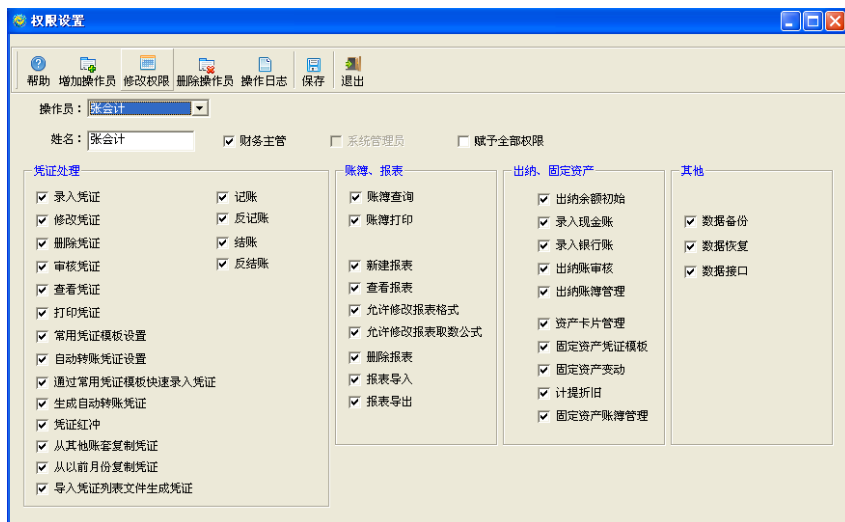 权限设置
帮助 增加操作员 修改权限 删除操作员 操作日志 保存 退出
操作员： 张会计
姓名： 张会计 财务主管 系统管理员 赋予全部权限
凭证处理
录入凭证 记账
修改凭证 反记账
删除凭证 结账
审核凭证 反结账
查看凭证
打印凭证
常用凭证模板设置
自动转账凭证设置
通过常用凭证模板快速录入凭证
生成自动转账凭证
凭证红冲
从其他账套复制凭证
从以前月份复制凭证
导入凭证列表文件生成凭证
账簿、报表
账簿查询
账簿打印
新建报表
查看报表
允许修改报表格式
允许修改报表取数公式
删除报表
报表导入
报表导出
出纳、固定资产
出纳余额初始
录入现金账
录入银行账
出纳账审核
出纳账簿管理
资产卡片管理
固定资产凭证模板
固定资产变动
计提折旧
固定资产账簿管理
其他
数据备份
数据恢复
数据接口